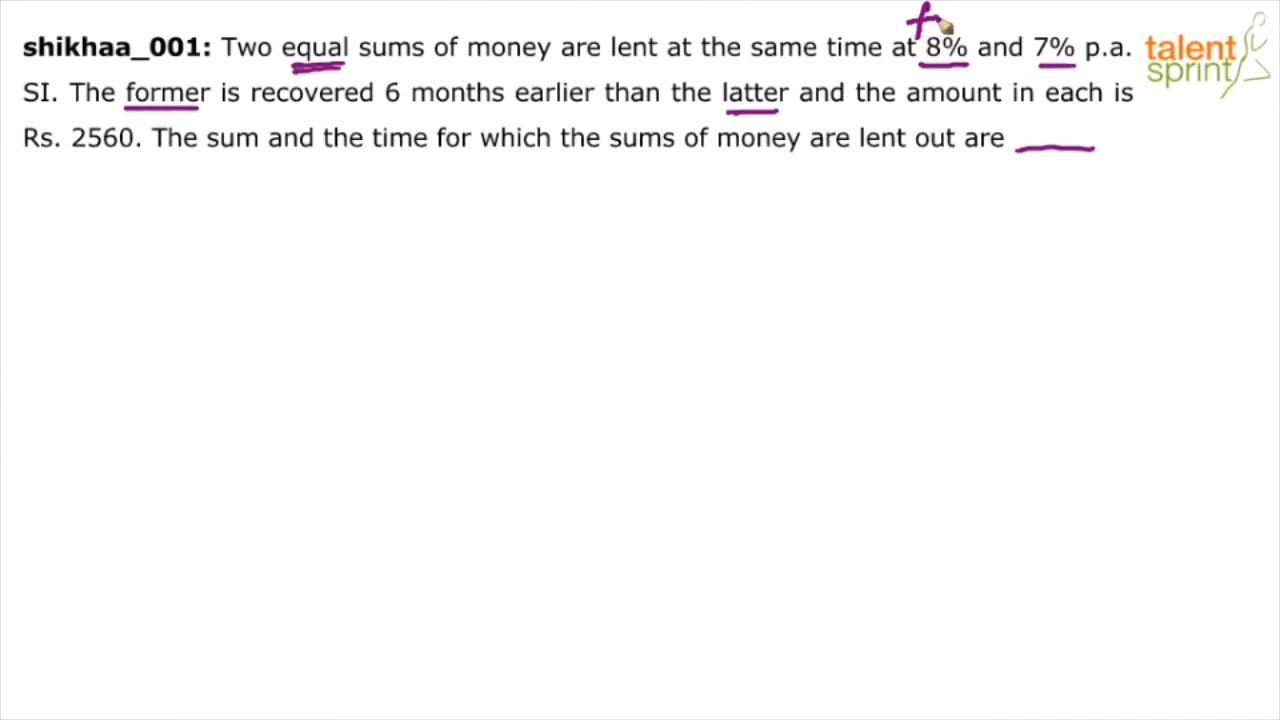 shikhaa_001: Two equal sums of money are lent at the same time at 8% and 7% p.a.
SI. The former is recovered 6 months earlier than the latter and the amount in each is
Rs. 2560. The sum and the time for which the sums of money are lent out are ____
f
talent
sprint